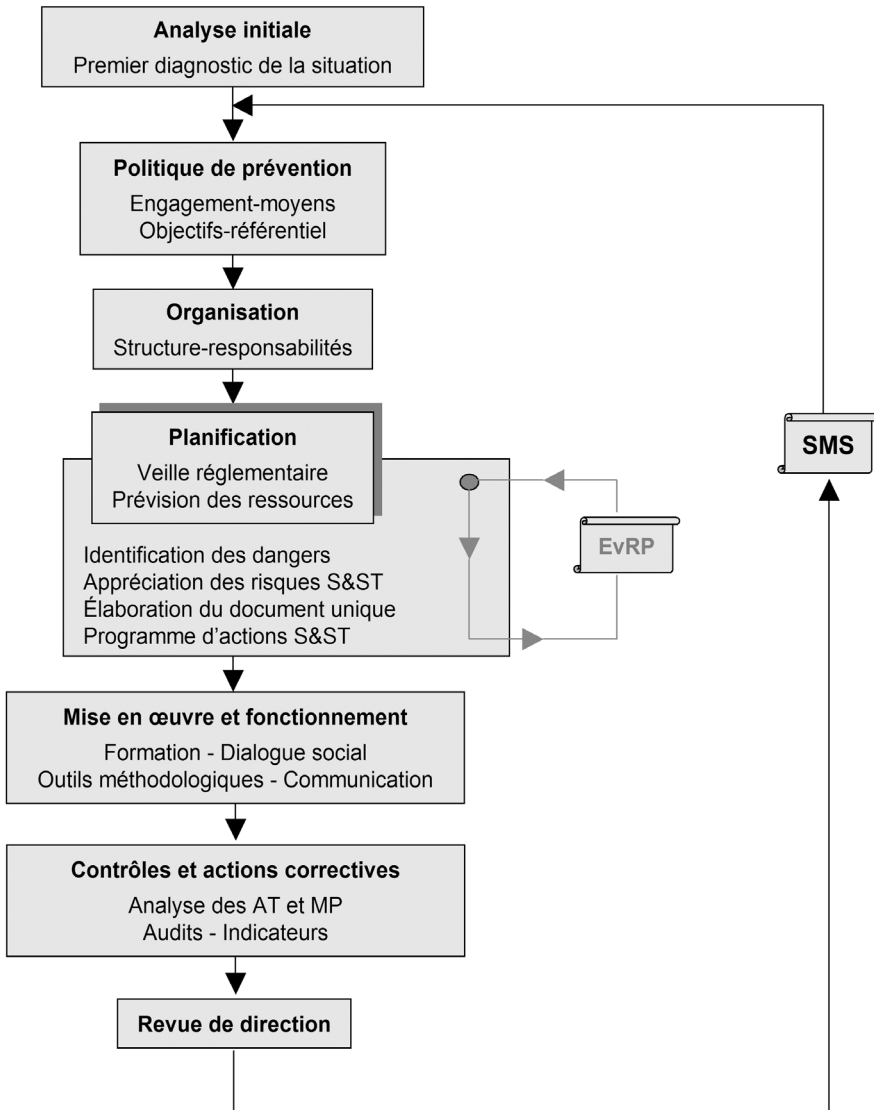 Analyse initiale
Premier diagnostic de la situation
Politique de prévention
Engagement-moyens
Objectifs-référentiel
Organisation
Structure-responsabilités
Planification
Veille réglementaire
Prévision des ressources
Identification des dangers
Appréciation des risques S&ST
Élaboration du document unique
Programme d’actions S&ST
EvRP
SMS
Mise en œuvre et fonctionnement
Formation - Dialogue social
Outils méthodologiques - Communication
Contrôles et actions correctives
Analyse des AT et MP
Audits - Indicateurs
Revue de direction